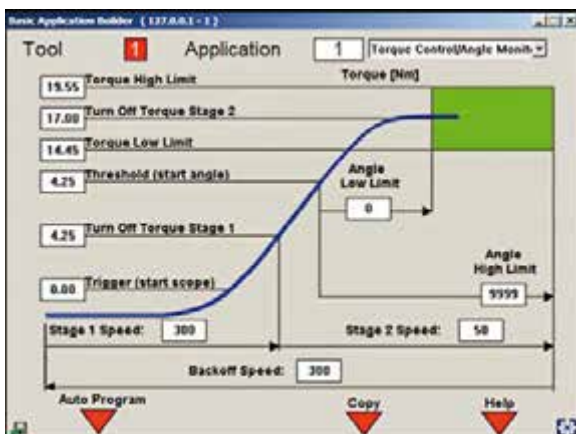 Basic Application Builder ( 127.0.0.1 - 1 )
Tool 1 Application 1 Torque Control/Angle Monit
19.55 Torque High Limit Torque [Nm]
17.00 Turn Off Torque Stage 2
14.45 Torque Low Limit
4.25 Threshold (start angle)
Angle
Low Limit
0
4.25 Turn Off Torque Stage 1
Angle
High Limit
9999
0.00 Trigger (start scope)
Stage 1 Speed: 300 Stage 2 Speed: 50
Backoff Speed: 300
Auto Program Copy Help